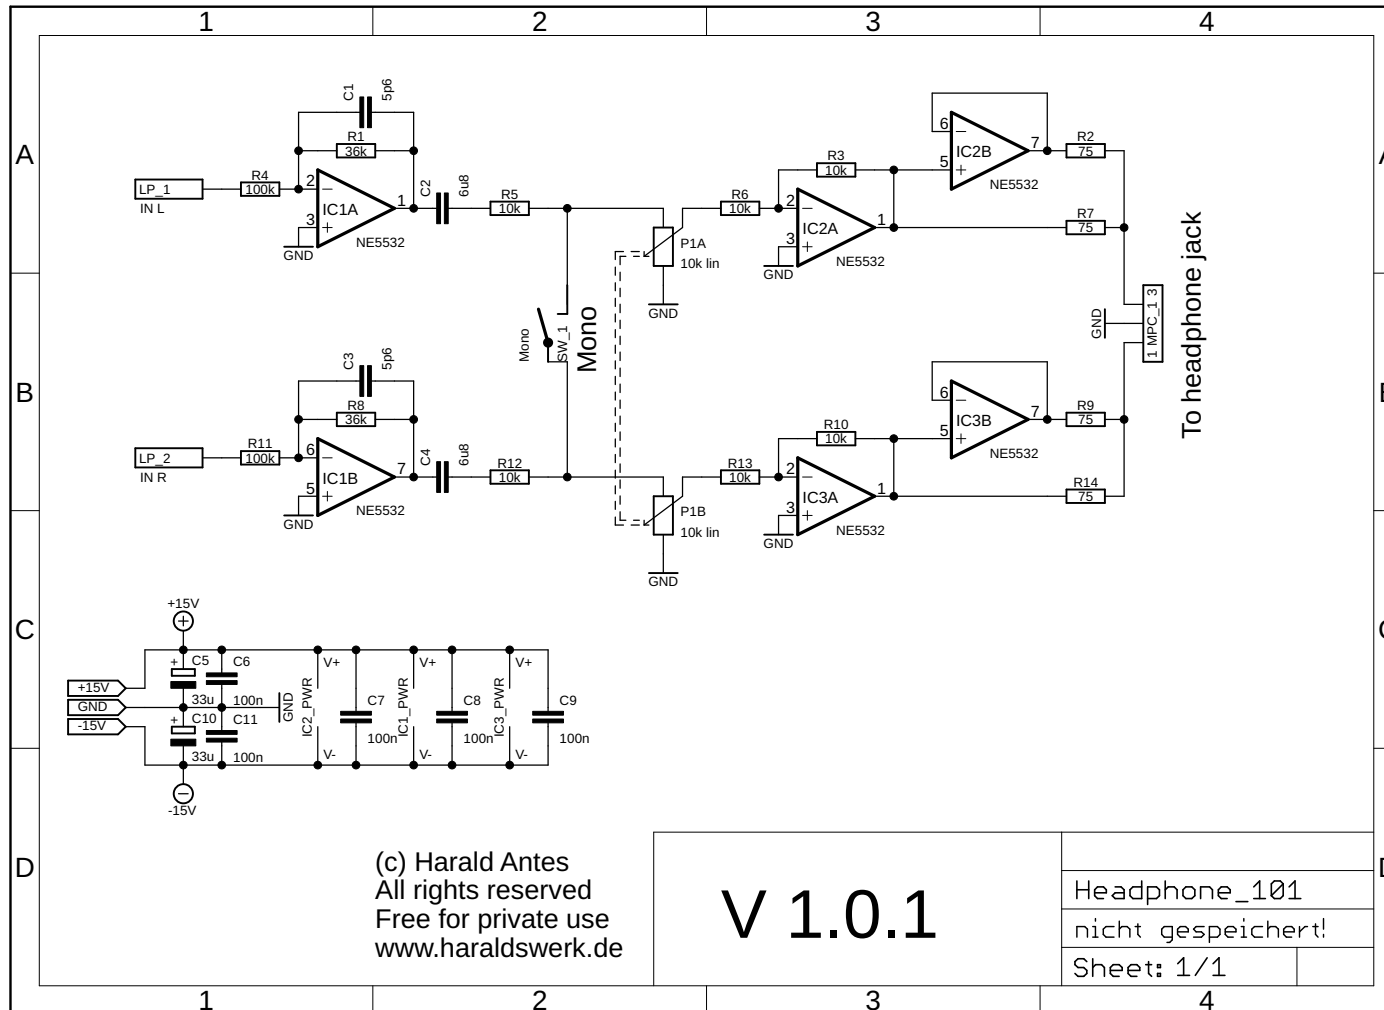 1 2 3 4
A
B
C
D
A
B
C
D
C1
5p6
R1
36k
LP_1
IN L
R4
100k
2
3
1
IC1A
NE5532
GND
C2
6u8
R5
10k
P1A
10k lin
GND
R6
10k
R3
10k
2
3
1
IC2A
NE5532
GND
6
5
7
IC2B
NE5532
R2
75
R7
75
Mono
SW_1
Mono
GND
1 MPC_1 3
To headphone jack
C3
5p6
R8
36k
LP_2
IN R
R11
100k
6
5
7
IC1B
NE5532
GND
C4
6u8
R12
10k
P1B
10k lin
GND
R13
10k
R10
10k
2
3
1
IC3A
NE5532
GND
6
5
7
IC3B
NE5532
R9
75
R14
75
+15V
+15V
GND
-15V
-15V
+
C5
33u
C6
100n
+
C10
33u
C11
100n
GND
V+
IC2_PWR
V-
C7
100n
V+
IC1_PWR
V-
C8
100n
V+
IC3_PWR
V-
C9
100n
(c) Harald Antes
All rights reserved
Free for private use
www.haraldswerk.de
V 1.0.1
Headphone_101
nicht gespeichert!
Sheet: 1/1
1 2 3 4